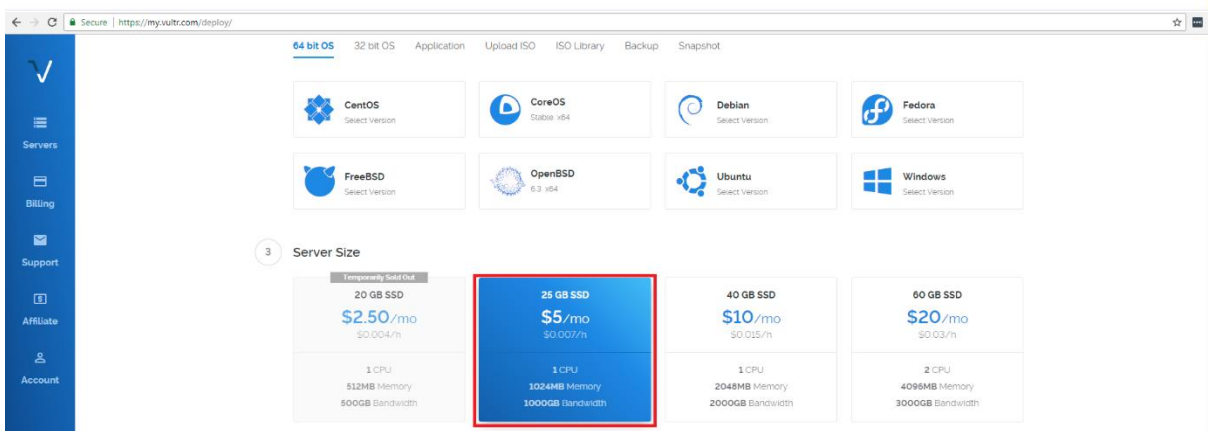 Secure | https://my.vultr.com/deploy/
64 bit OS 32 bit OS Application Upload ISO ISO Library Backup Snapshot
CentOS
Select Version
CoreOS
Stable x64
Debian
Select Version
Fedora
Select Version
Servers
FreeBSD
Select Version
OpenBSD
6.3 x64
Ubuntu
Select Version
Windows
Select Version
Billing
Support
3 Server Size
Temporarily Sold Out
20 GB SSD
$2.50/mo
$0.004/h
1 CPU
512MB Memory
500GB Bandwidth
25 GB SSD
$5/mo
$0.007/h
1 CPU
1024MB Memory
1000GB Bandwidth
40 GB SSD
$10/mo
$0.015/h
1 CPU
2048MB Memory
2000GB Bandwidth
60 GB SSD
$20/mo
$0.03/h
2 CPU
4096MB Memory
3000GB Bandwidth
Affiliate
Account